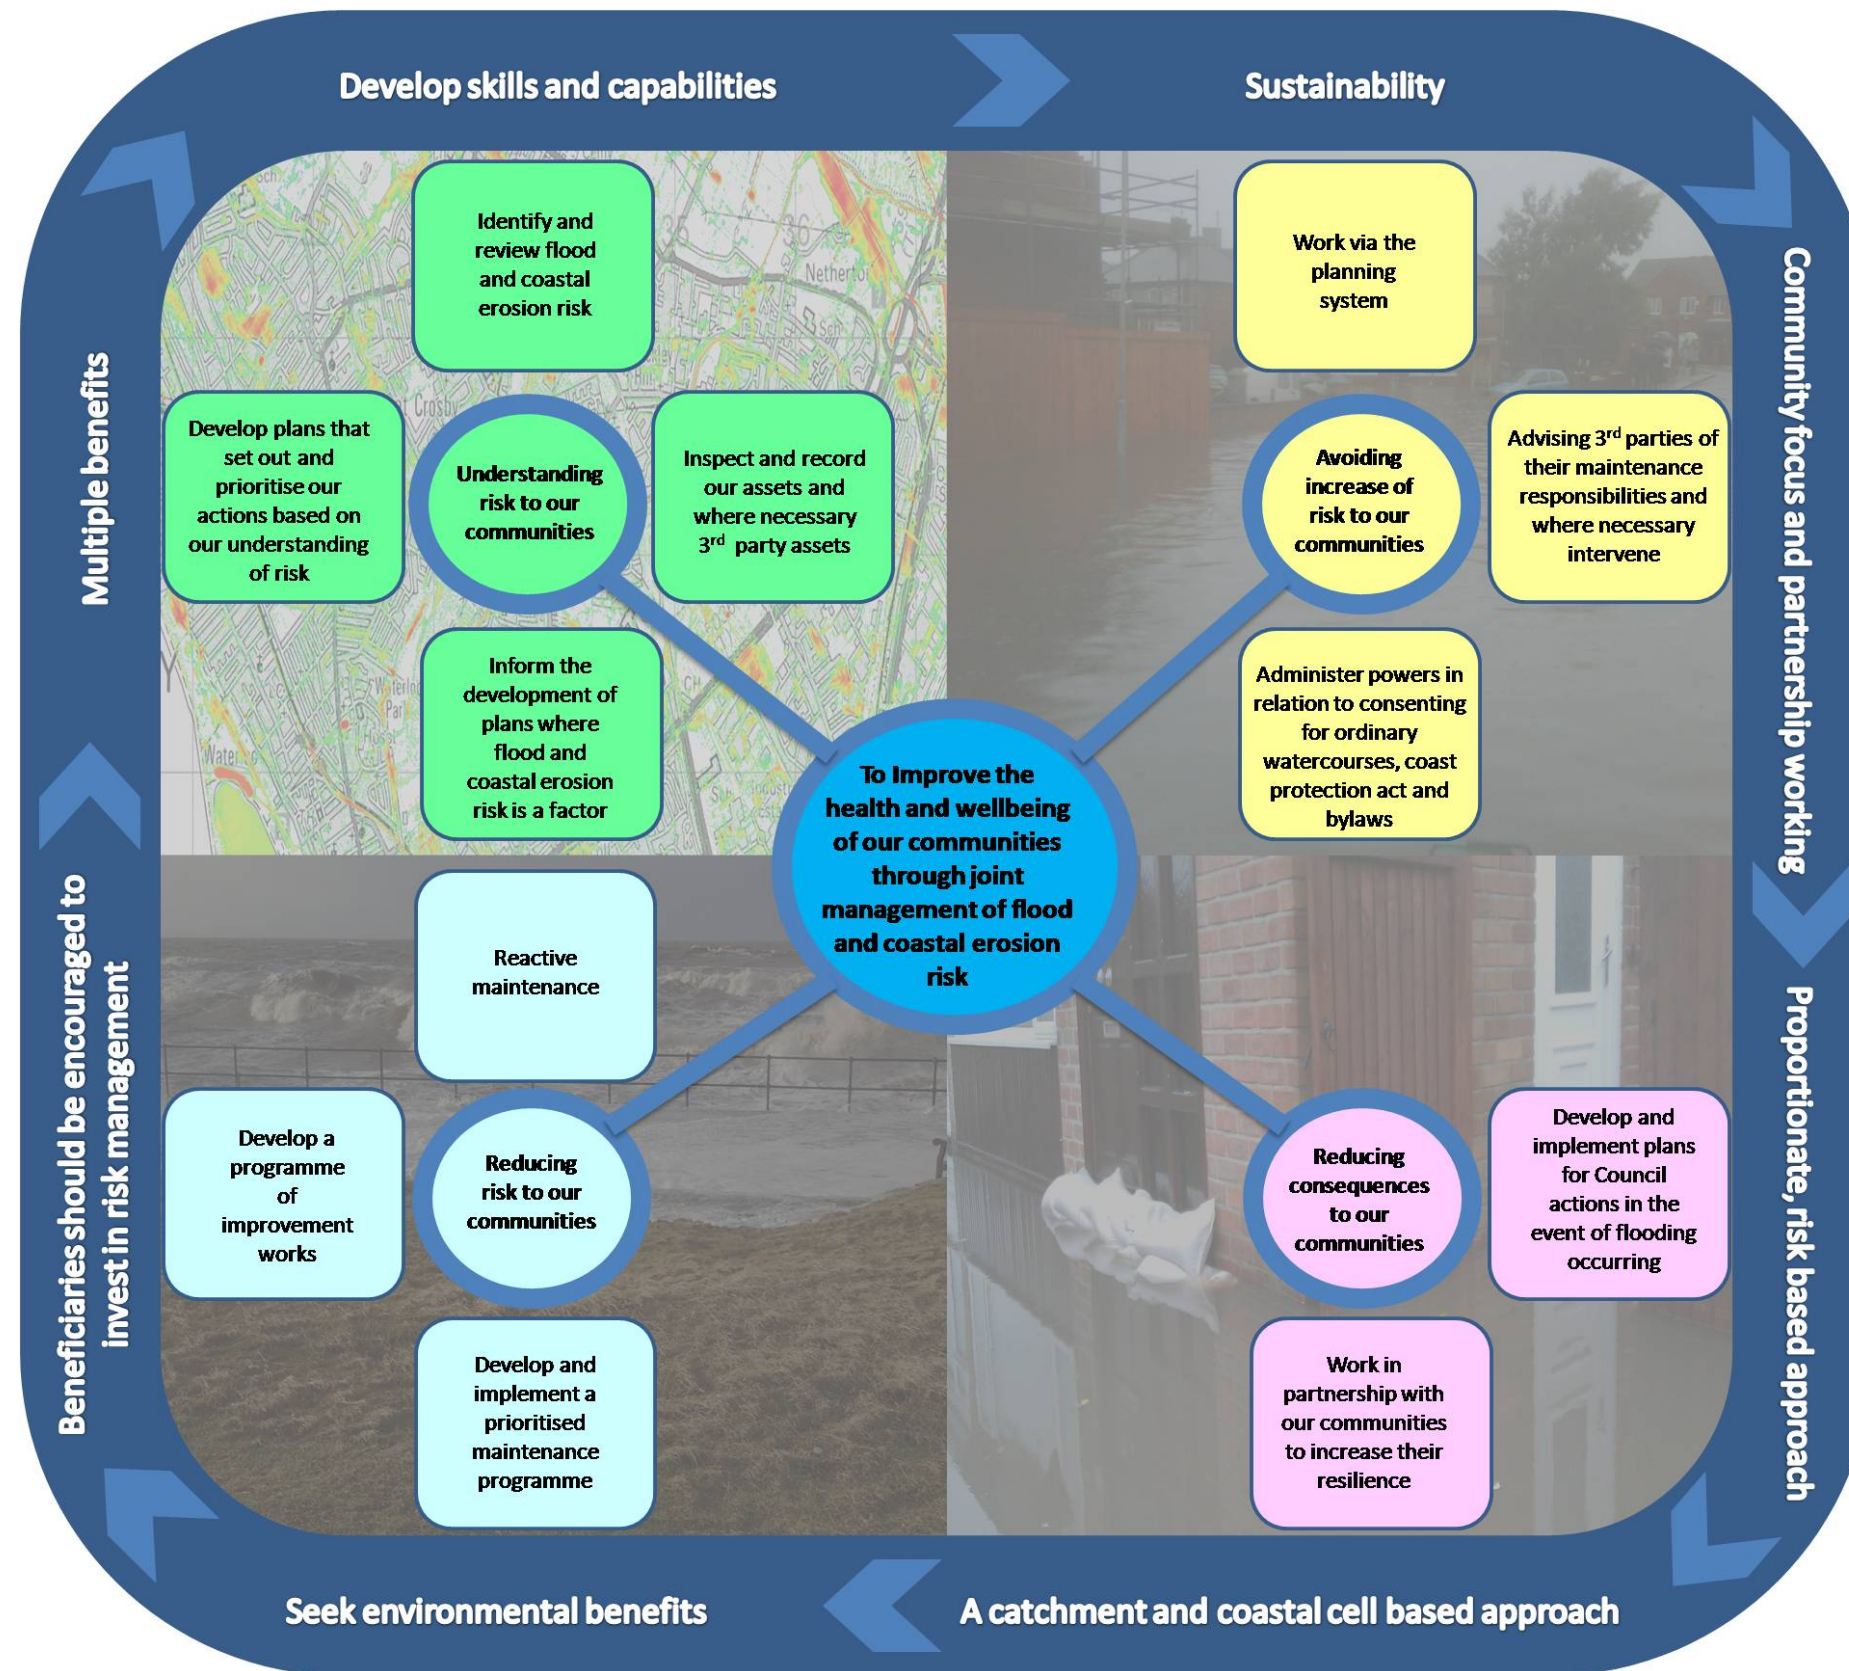 Develop skills and capabilities
Sustainability
Community focus and partnership working
Proportionate, risk based approach
A catchment and coastal cell based approach
Seek environmental benefits
Beneficiaries should be encouraged to
invest in risk management
Multiple benefits
Identify and
review flood
and coastal
erosion risk
Develop plans that
set out and
prioritise our
actions based on
our understanding
of risk
Understanding
risk to our
communities
Inspect and record
our assets and
where necessary
3rd party assets
Inform the
development of
plans where
flood and
coastal erosion
risk is a factor
Work via the
planning
system
Avoiding
increase of
risk to our
communities
Advising 3rd parties of
their maintenance
responsibilities and
where necessary
intervene
Administer powers in
relation to consenting
for ordinary
watercourses, coast
protection act and
bylaws
To Improve the
health and wellbeing
of our communities
through joint
management of flood
and coastal erosion
risk
Reactive
maintenance
Develop a
programme
of
improvement
works
Reducing
risk to our
communities
Develop and
implement a
prioritised
maintenance
programme
Reducing
consequences
to our
communities
Develop and
implement plans
for Council
actions in the
event of flooding
occurring
Work in
partnership with
our communities
to increase their
resilience
Crosby